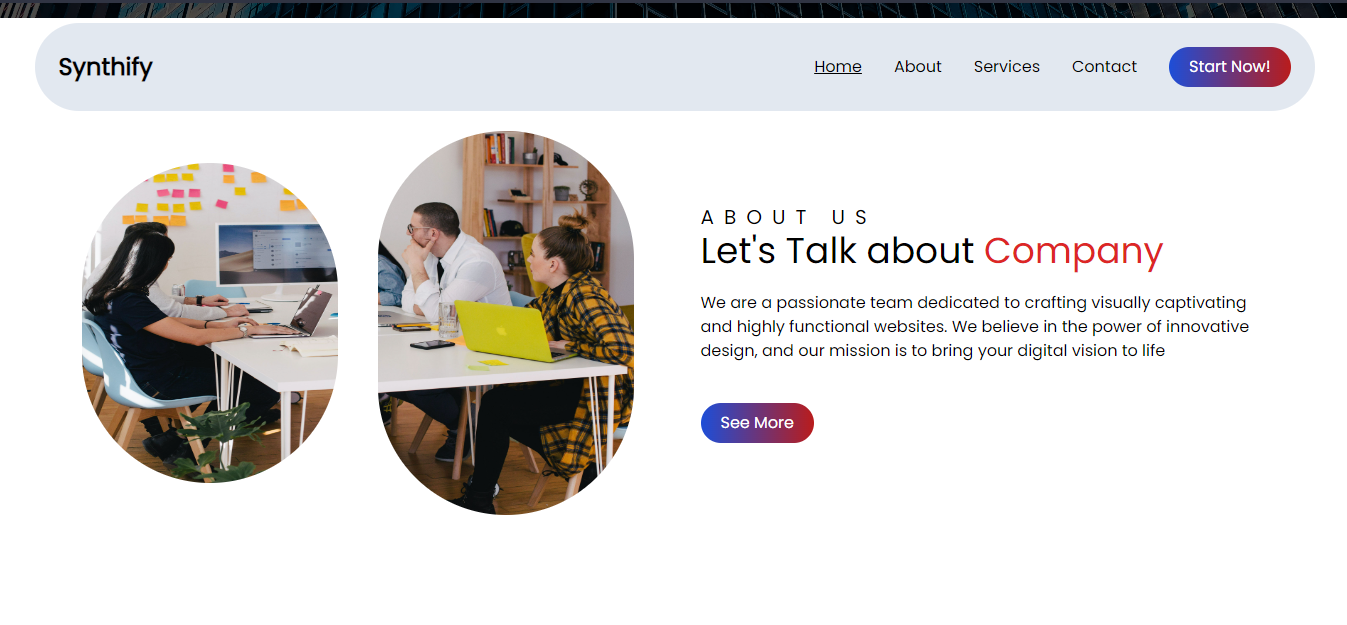 Synthify
Home About Services Contact Start Now!
ABOUT US
Let's Talk about Company
We are a passionate team dedicated to crafting visually captivating
and highly functional websites. We believe in the power of innovative
design, and our mission is to bring your digital vision to life
See More